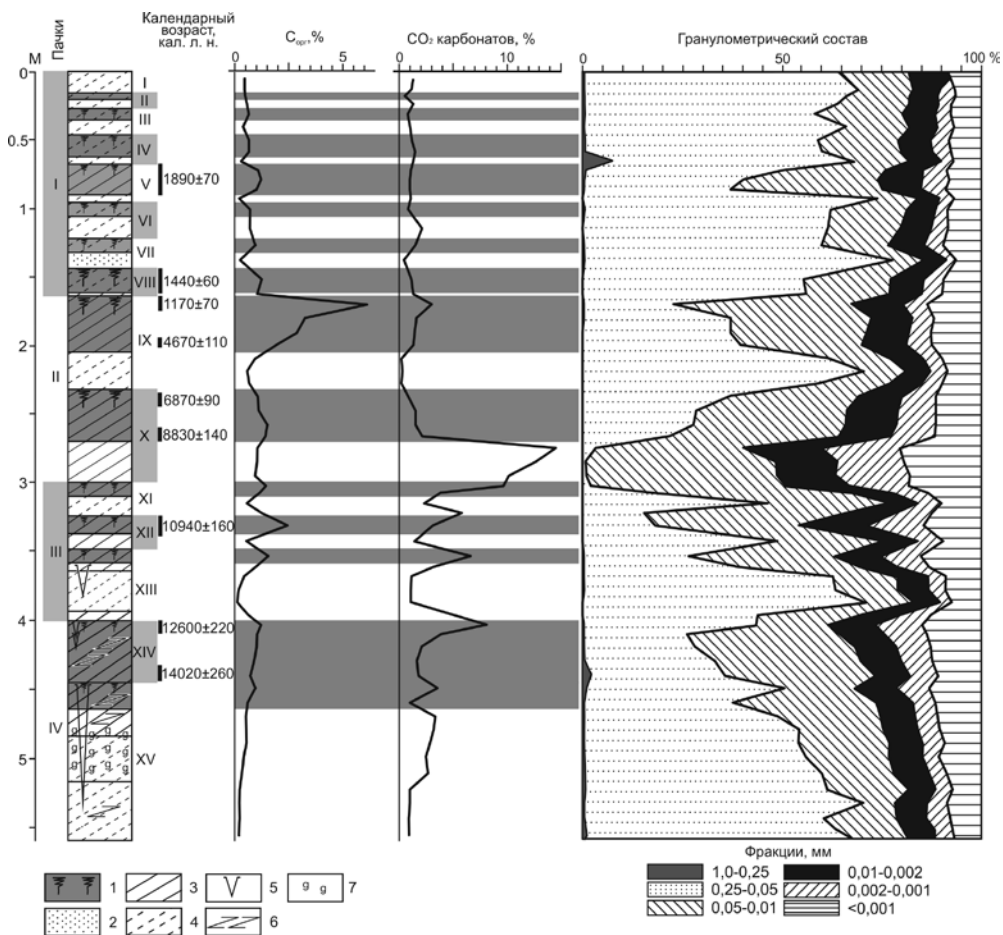 Пачки
Календарный
возраст,
кал. л. н.
М
Сорг, %
0 5
СО2 карбонатов, %
0 10
Гранулометрический состав
0 50 100 %
0
0.5
1
2
3
4
5
I
II
III
IV
I
II
III
IV
V
VI
VII
VIII
IX
X
XI
XII
XIII
XIV
XV
1890±70
1440±60
1170±70
4670±110
6870±90
8830±140
10940±160
12600±220
14020±260
g g g
g g g
g g g
1 3 5 g g 7
2 4 6
Фракции, мм
1,0-0,25 0,01-0,002
0,25-0,05 0,002-0,001
0,05-0,01 <0,001